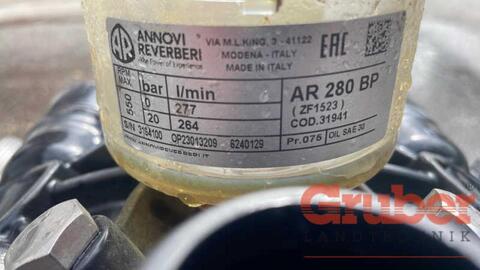 AR
ANNOVI
REVERBERI
The Power of Experience
VIA M.L.KING, 3 - 41122
MODENA - ITALY
MADE IN ITALY
EAC
RPM
MAX.
bar l/min
550
0 277
20 264
AR 280 BP
(ZF1523)
COD.31941
S/N 3164100 OP23013209 6240129
Pr.075 OIL SAE 30
Gruber
LANDTECHNIK